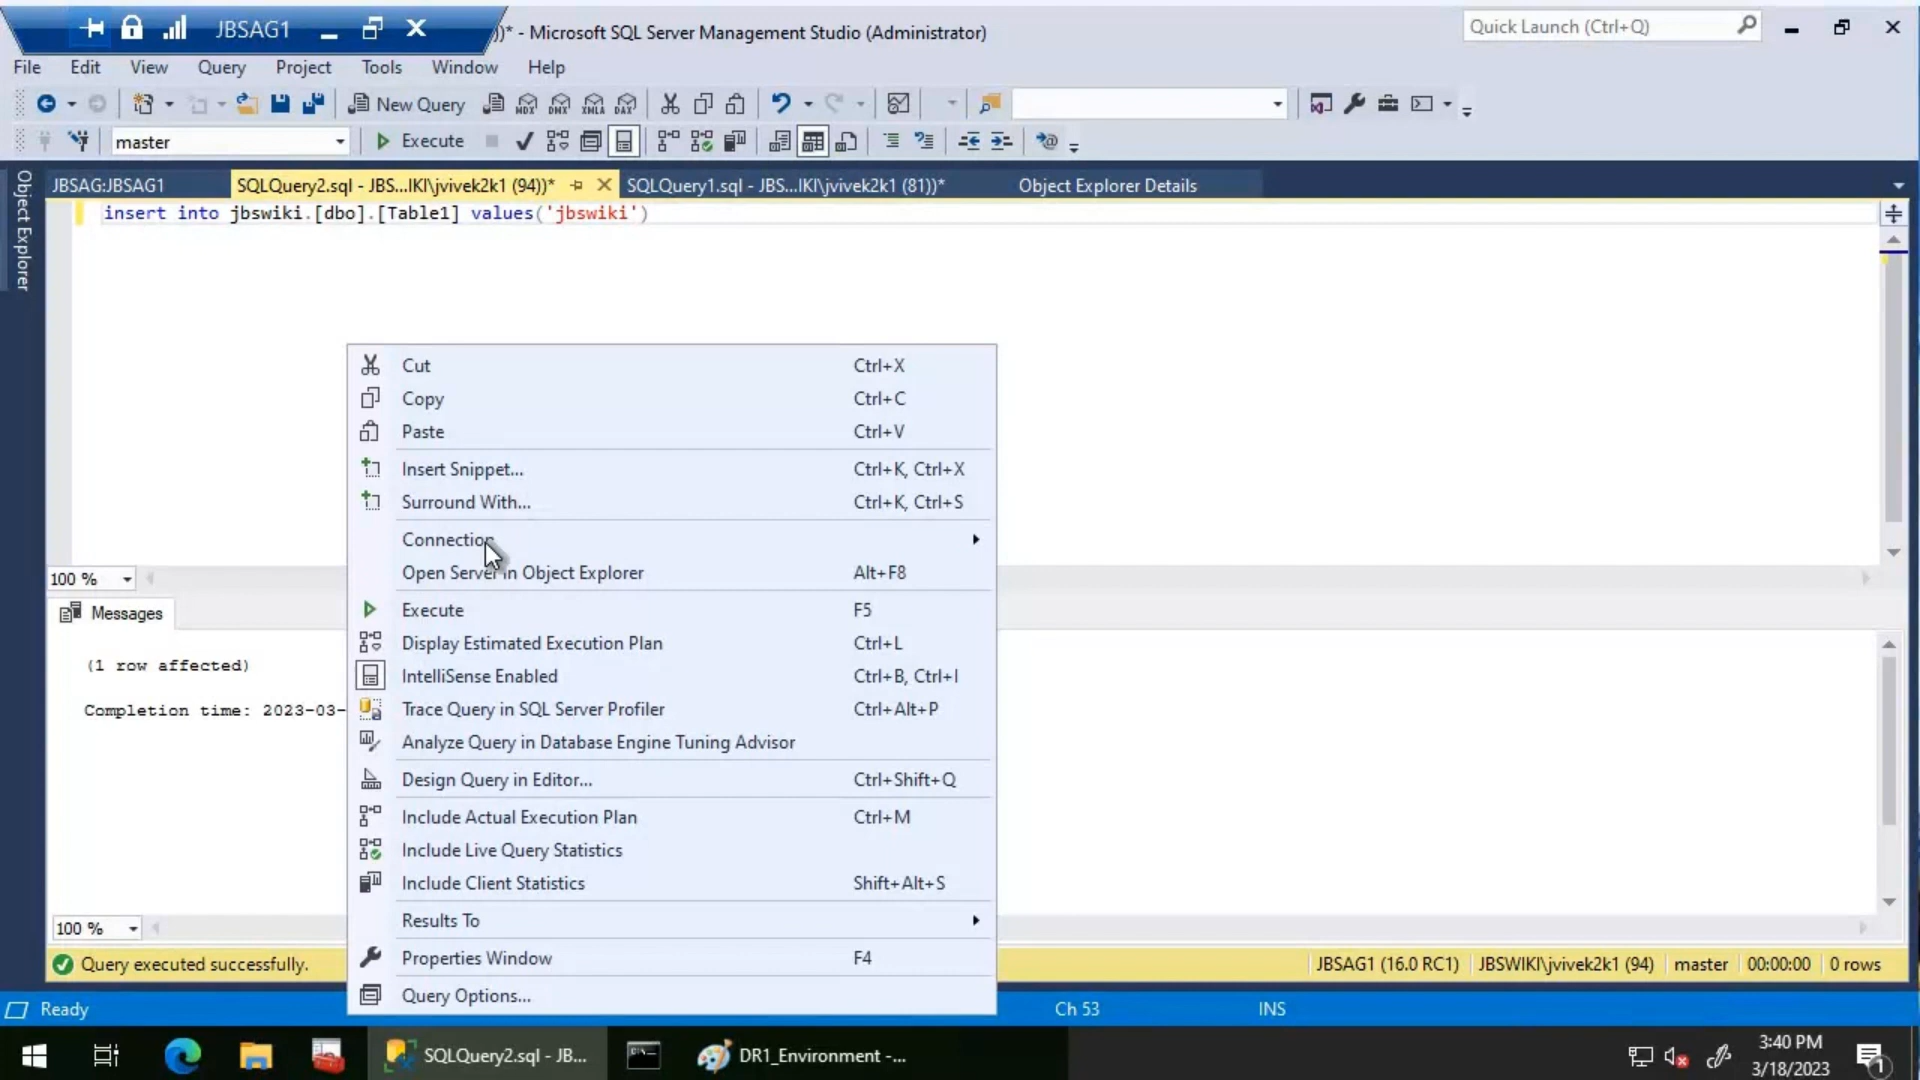 JBSAG1
)* - Microsoft SQL Server Management Studio (Administrator)
Quick Launch (Ctrl+Q)
File Edit View Query Project Tools Window Help
New Query MDX DMX XMLA DAX
master Execute
JBSAG:JBSAG1 SQLQuery2.sql - JBS...IKI\jvivek2k1 (94))* SQLQuery1.sql - JBS...IKI\jvivek2k1 (81))* Object Explorer Details
Object Explorer
insert into jbswiki.[dbo].[Table1] values('jbswiki')
Cut Ctrl+X
Copy Ctrl+C
Paste Ctrl+V
Insert Snippet... Ctrl+K, Ctrl+X
Surround With... Ctrl+K, Ctrl+S
Connection
Open Server in Object Explorer Alt+F8
Execute F5
Display Estimated Execution Plan Ctrl+L
IntelliSense Enabled Ctrl+B, Ctrl+I
Trace Query in SQL Server Profiler Ctrl+Alt+P
Analyze Query in Database Engine Tuning Advisor
Design Query in Editor... Ctrl+Shift+Q
Include Actual Execution Plan Ctrl+M
Include Live Query Statistics
Include Client Statistics Shift+Alt+S
Results To
Properties Window F4
Query Options...
100 %
Messages
(1 row affected)
Completion time: 2023-03-
100 %
Query executed successfully. JBSAG1 (16.0 RC1) JBSWIKI\jvivek2k1 (94) master 00:00:00 0 rows
Ready Ch 53 INS
SQLQuery2.sql - JB... DR1_Environment -...
3:40 PM
3/18/2023
1